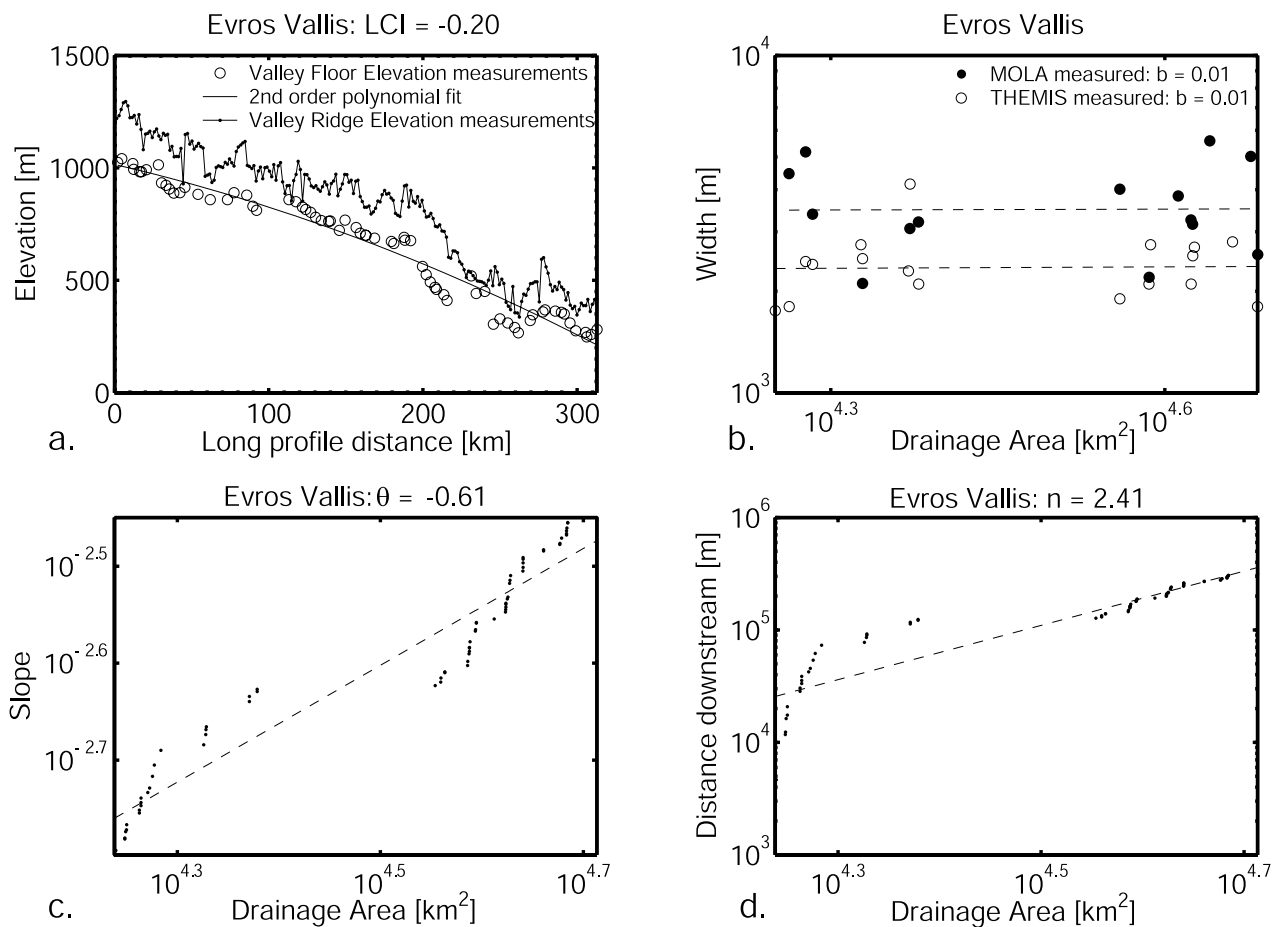 Evros Vallis: LCI = -0.20
1500
1000
500
0
Elevation [m]
Valley Floor Elevation measurements
2nd order polynomial fit
Valley Ridge Elevation measurements
0 100 200 300
a. Long profile distance [km]
Evros Vallis
10^4
10^3
Width [m]
MOLA measured: b = 0.01
THEMIS measured: b = 0.01
10^4.3 10^4.6
b. Drainage Area [km^2]
Evros Vallis: θ = -0.61
10^-2.5
10^-2.6
10^-2.7
Slope
10^4.3 10^4.5 10^4.7
c. Drainage Area [km^2]
Evros Vallis: n = 2.41
10^6
10^5
10^4
10^3
Distance downstream [m]
10^4.3 10^4.5 10^4.7
d. Drainage Area [km^2]